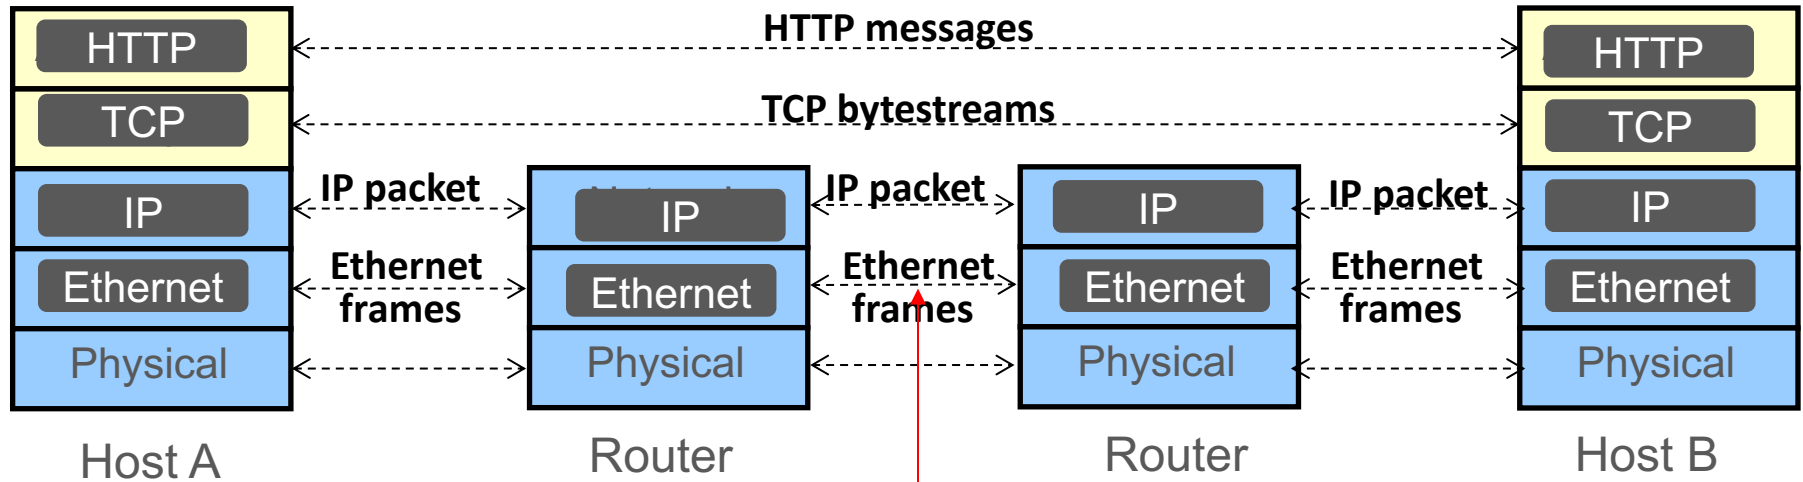 HTTP
HTTP messages
HTTP
TCP
TCP bytestreams
TCP
IP
IP packet
IP
IP packet
IP
IP packet
IP
Ethernet
Ethernet
frames
Ethernet
Ethernet
frames
Ethernet
Ethernet
frames
Ethernet
Physical
Physical
Physical
Physical
Host A
Router
Router
Host B